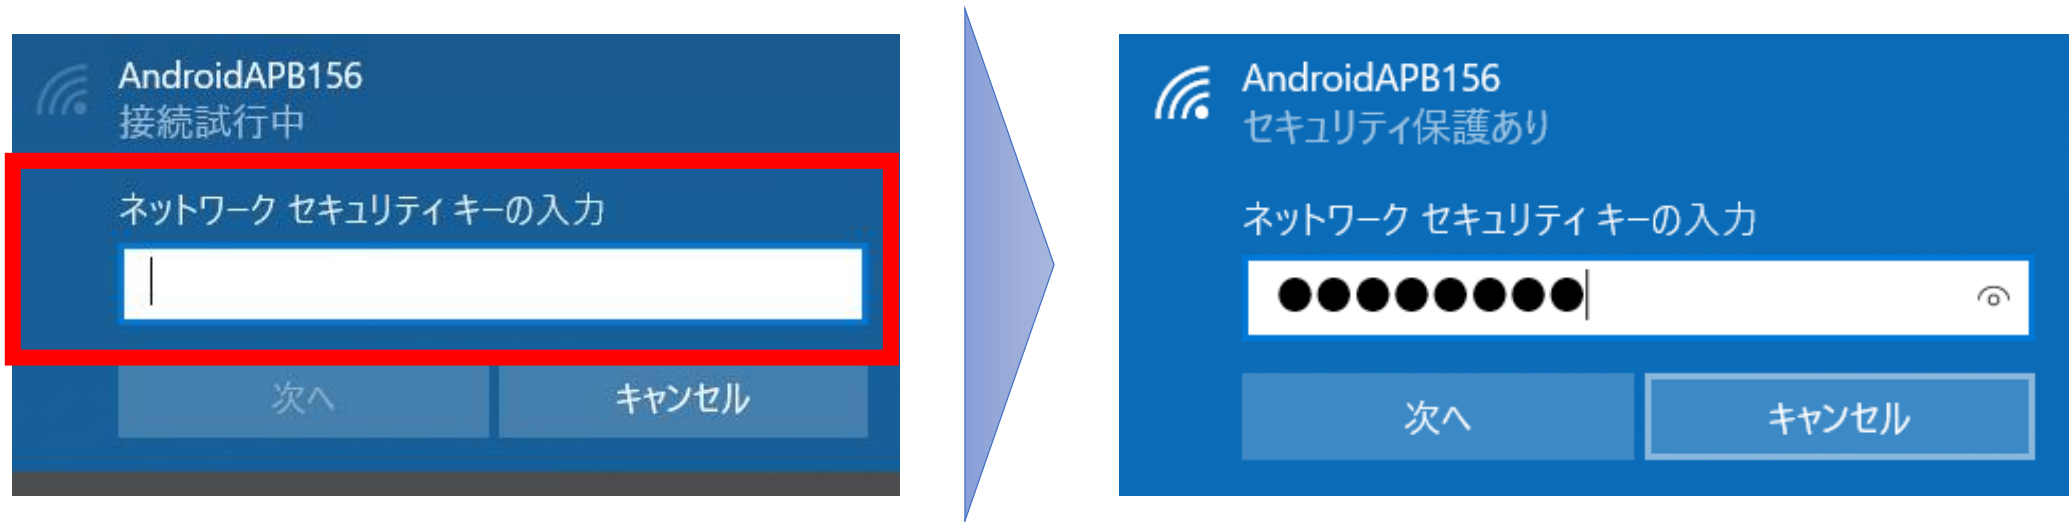 AndroidAPB156
接続試行中
ネットワーク セキュリティ キーの入力
次へ
キャンセル
AndroidAPB156
セキュリティ保護あり
ネットワーク セキュリティ キーの入力
●●●●●●●●
次へ
キャンセル